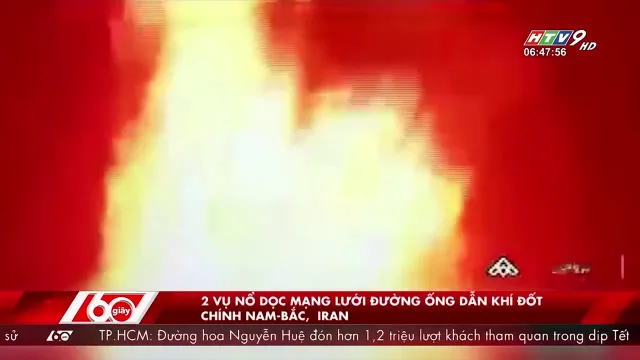 HTV9 HD
06:47:56
60 giây
2 VỤ NỔ DỌC MẠNG LƯỚI ĐƯỜNG ỐNG DẪN KHÍ ĐỐT
CHÍNH NAM-BẮC, IRAN
sử 60s TP.HCM: Đường hoa Nguyễn Huệ đón hơn 1,2 triệu lượt khách tham quan trong dịp Tết